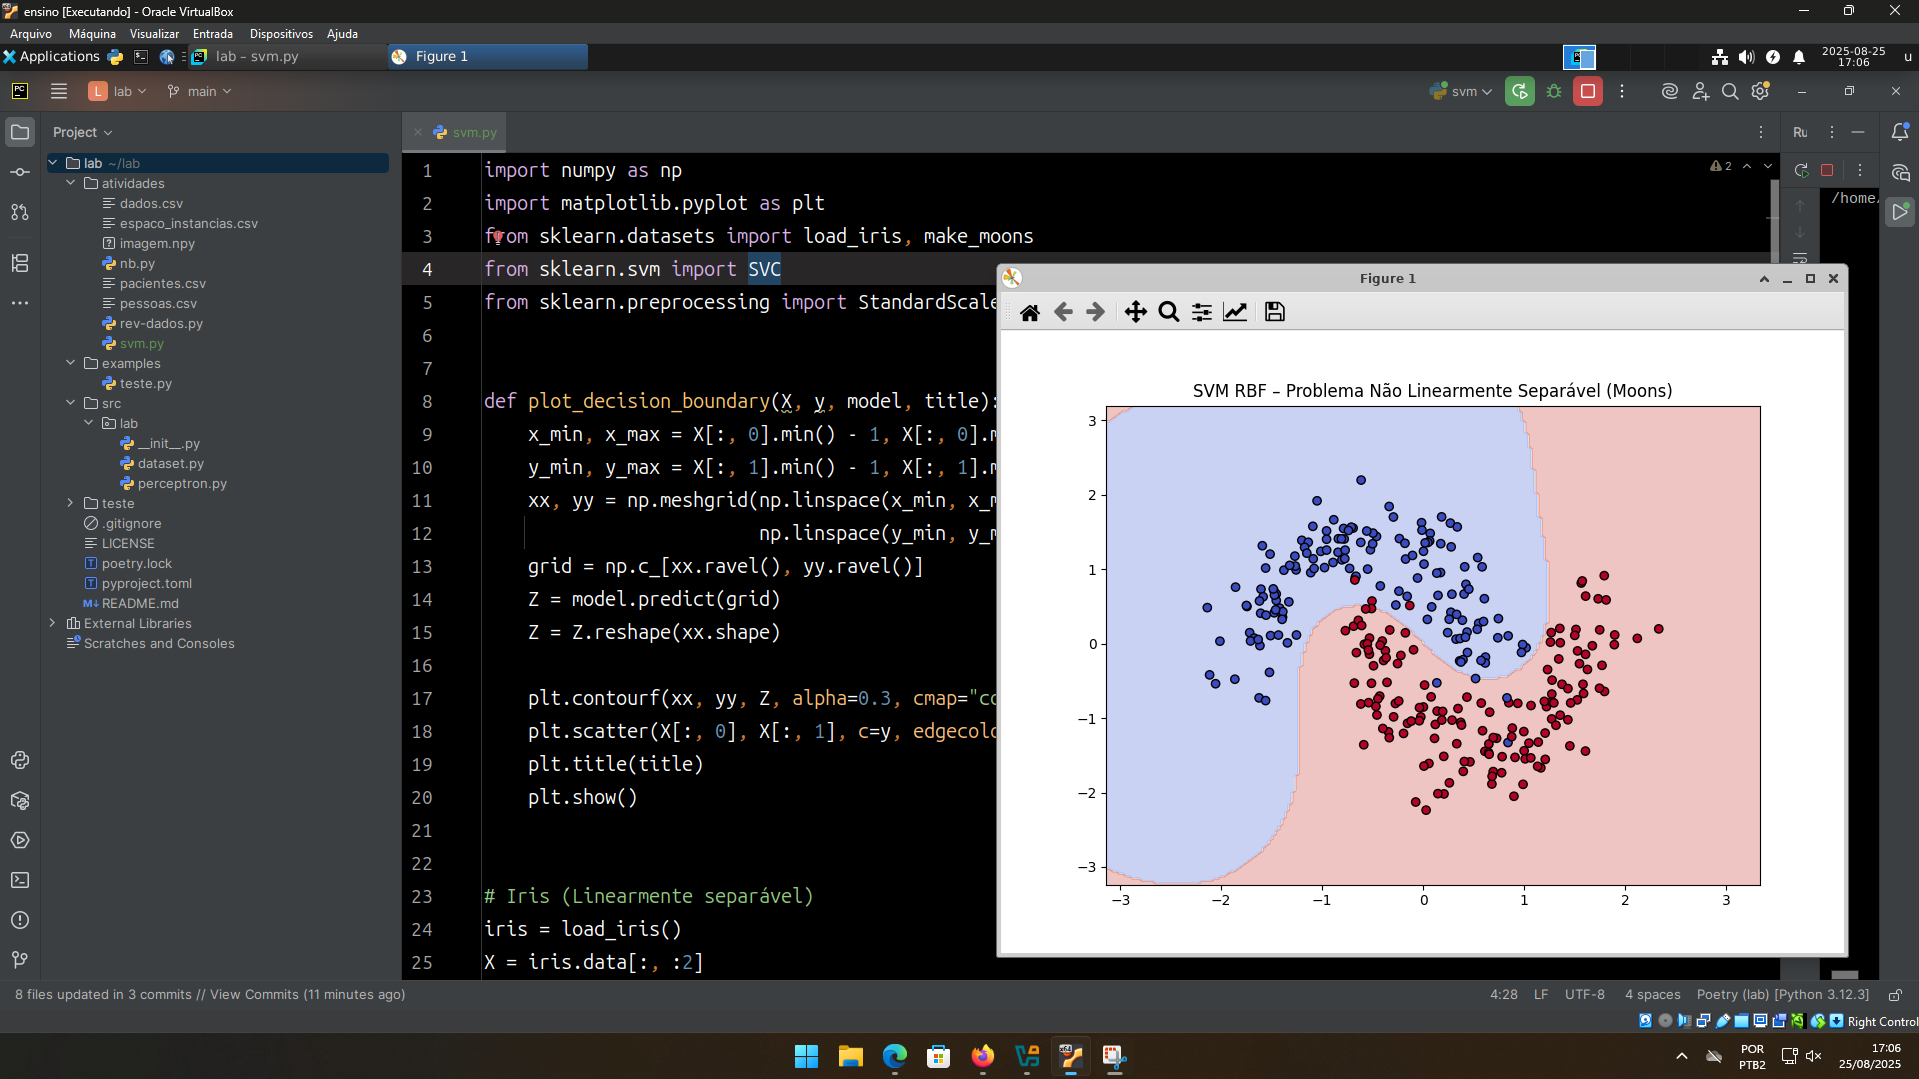 ensino [Executando] - Oracle VirtualBox
Arquivo Máquina Visualizar Entrada Dispositivos Ajuda
Applications lab – svm.py Figure 1 2025-08-25 17:06 u
L lab main svm
Project svm.py Ru
lab ~/lab
atividades
dados.csv
espaco_instancias.csv
imagem.npy
nb.py
pacientes.csv
pessoas.csv
rev-dados.py
svm.py
examples
teste.py
src
lab
__init__.py
dataset.py
perceptron.py
teste
.gitignore
LICENSE
poetry.lock
pyproject.toml
README.md
External Libraries
Scratches and Consoles
2
/home/
1 import numpy as np
2 import matplotlib.pyplot as plt
3 from sklearn.datasets import load_iris, make_moons
4 from sklearn.svm import SVC
5 from sklearn.preprocessing import StandardScale
6
7
8 def plot_decision_boundary(X, y, model, title):
9 x_min, x_max = X[:, 0].min() - 1, X[:, 0].m
10 y_min, y_max = X[:, 1].min() - 1, X[:, 1].m
11 xx, yy = np.meshgrid(np.linspace(x_min, x_m
12 np.linspace(y_min, y_m
13 grid = np.c_[xx.ravel(), yy.ravel()]
14 Z = model.predict(grid)
15 Z = Z.reshape(xx.shape)
16
17 plt.contourf(xx, yy, Z, alpha=0.3, cmap="co
18 plt.scatter(X[:, 0], X[:, 1], c=y, edgecolo
19 plt.title(title)
20 plt.show()
21
22
23 # Iris (Linearmente separável)
24 iris = load_iris()
25 X = iris.data[:, :2]
Figure 1
SVM RBF – Problema Não Linearmente Separável (Moons)
3
2
1
0
−1
−2
−3
−3 −2 −1 0 1 2 3
8 files updated in 3 commits // View Commits (11 minutes ago) 4:28 LF UTF-8 4 spaces Poetry (lab) [Python 3.12.3]
Right Control
POR PTB2 17:06 25/08/2025